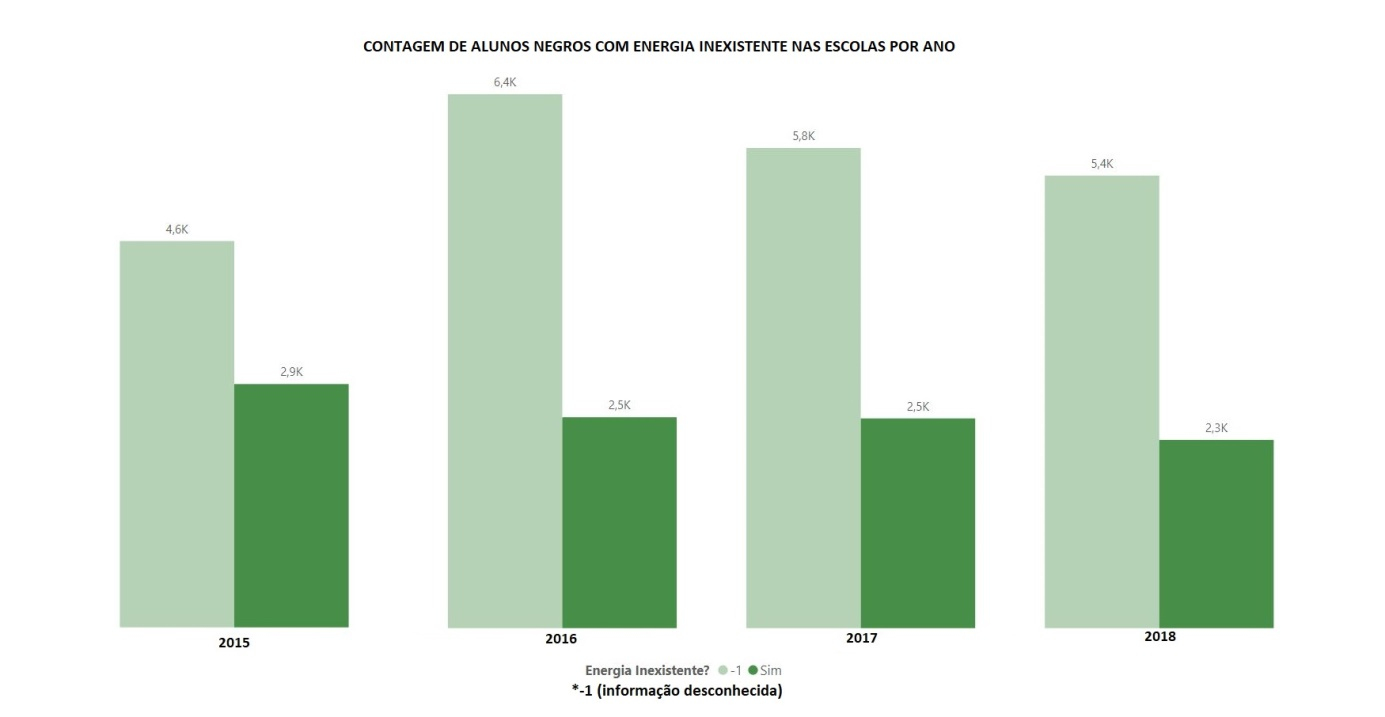 CONTAGEM DE ALUNOS NEGROS COM ENERGIA INEXISTENTE NAS ESCOLAS POR ANO
6,4K
5,8K
5,4K
4,6K
2,9K
2,5K
2,5K
2,3K
2015
2016
2017
2018
Energia Inexistente? -1 Sim
*-1 (informação desconhecida)